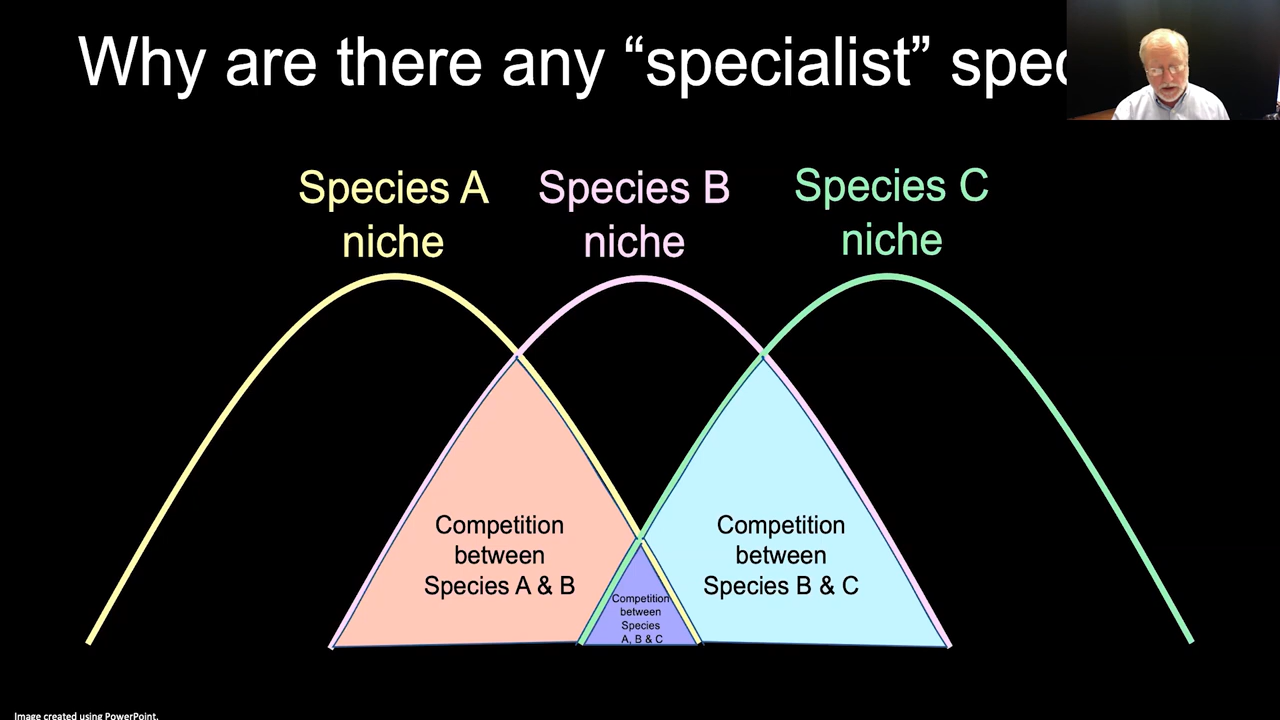 Why are there any “specialist” spec
Species A
niche
Species B
niche
Species C
niche
Competition
between
Species A & B
Competition
between
Species B & C
Competition
between
Species
A, B & C
Image created using PowerPoint.